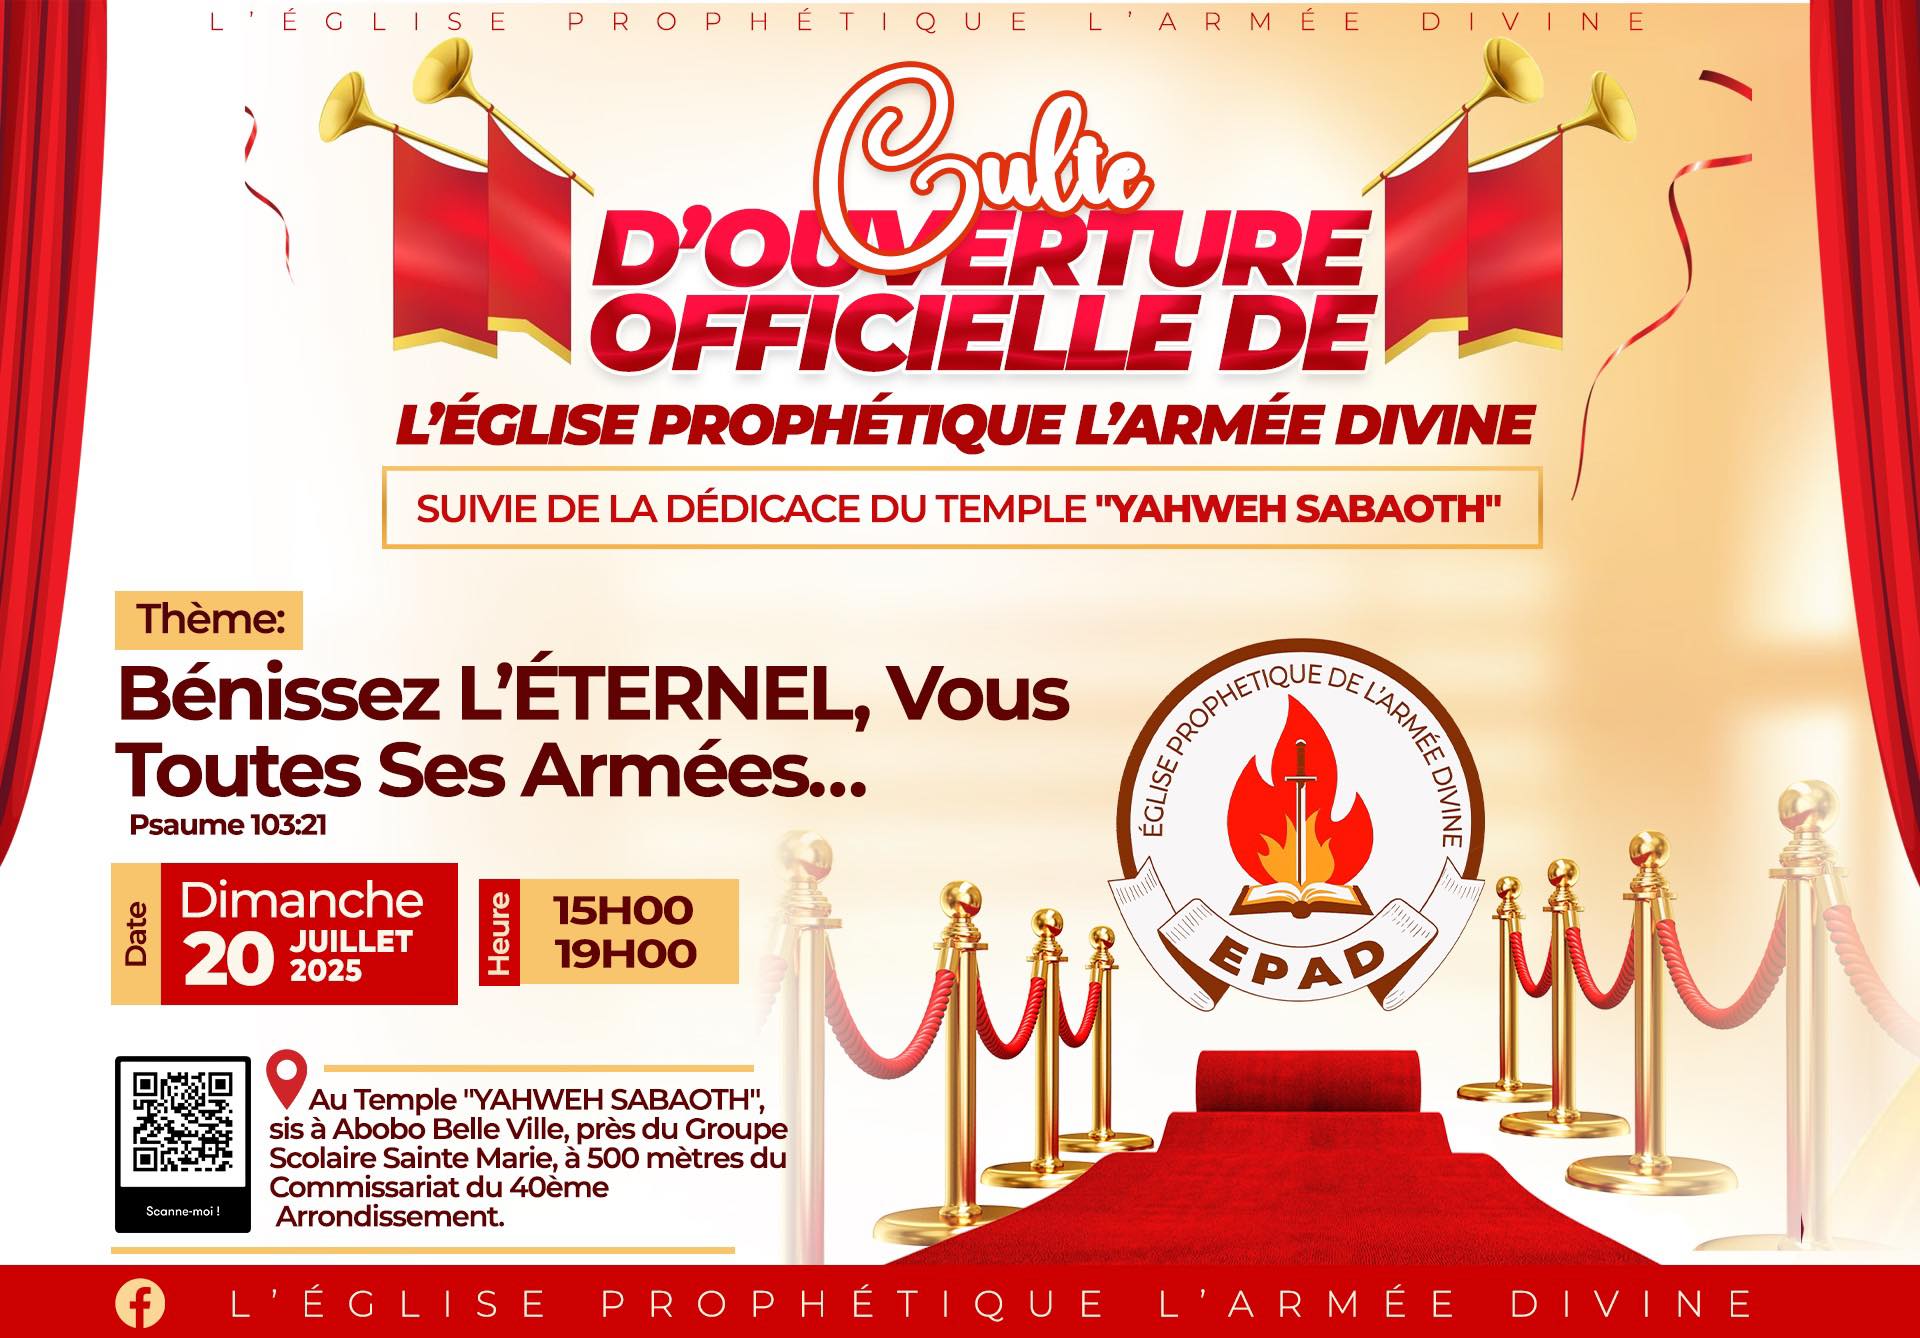 L'ÉGLISE PROPHÉTIQUE L'ARMÉE DIVINE
Culte
D'OUVERTURE
OFFICIELLE DE
L'ÉGLISE PROPHÉTIQUE L'ARMÉE DIVINE
SUIVIE DE LA DÉDICACE DU TEMPLE "YAHWEH SABAOTH"
Thème:
Bénissez L'ÉTERNEL, Vous
Toutes Ses Armées...
Psaume 103:21
ÉGLISE PROPHETIQUE DE L'ARMÉE DIVINE
EPAD
Date
Dimanche
20 JUILLET
2025
Heure
15H00
19H00
Au Temple "YAHWEH SABAOTH",
sis à Abobo Belle Ville, près du Groupe
Scolaire Sainte Marie, à 500 mètres du
Commissariat du 40ème
Arrondissement.
Scanne-moi !
L'ÉGLISE PROPHÉTIQUE L'ARMÉE DIVINE